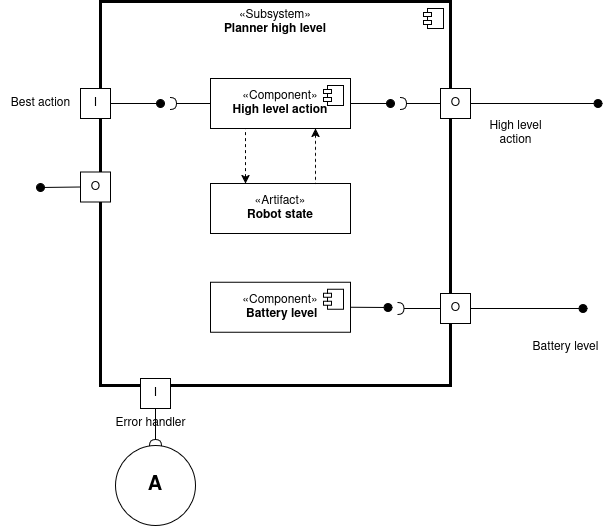 «Subsystem»
Planner high level
Best action
I
«Component»
High level action
O
High level
action
O
«Artifact»
Robot state
«Component»
Battery level
O
Battery level
I
Error handler
A